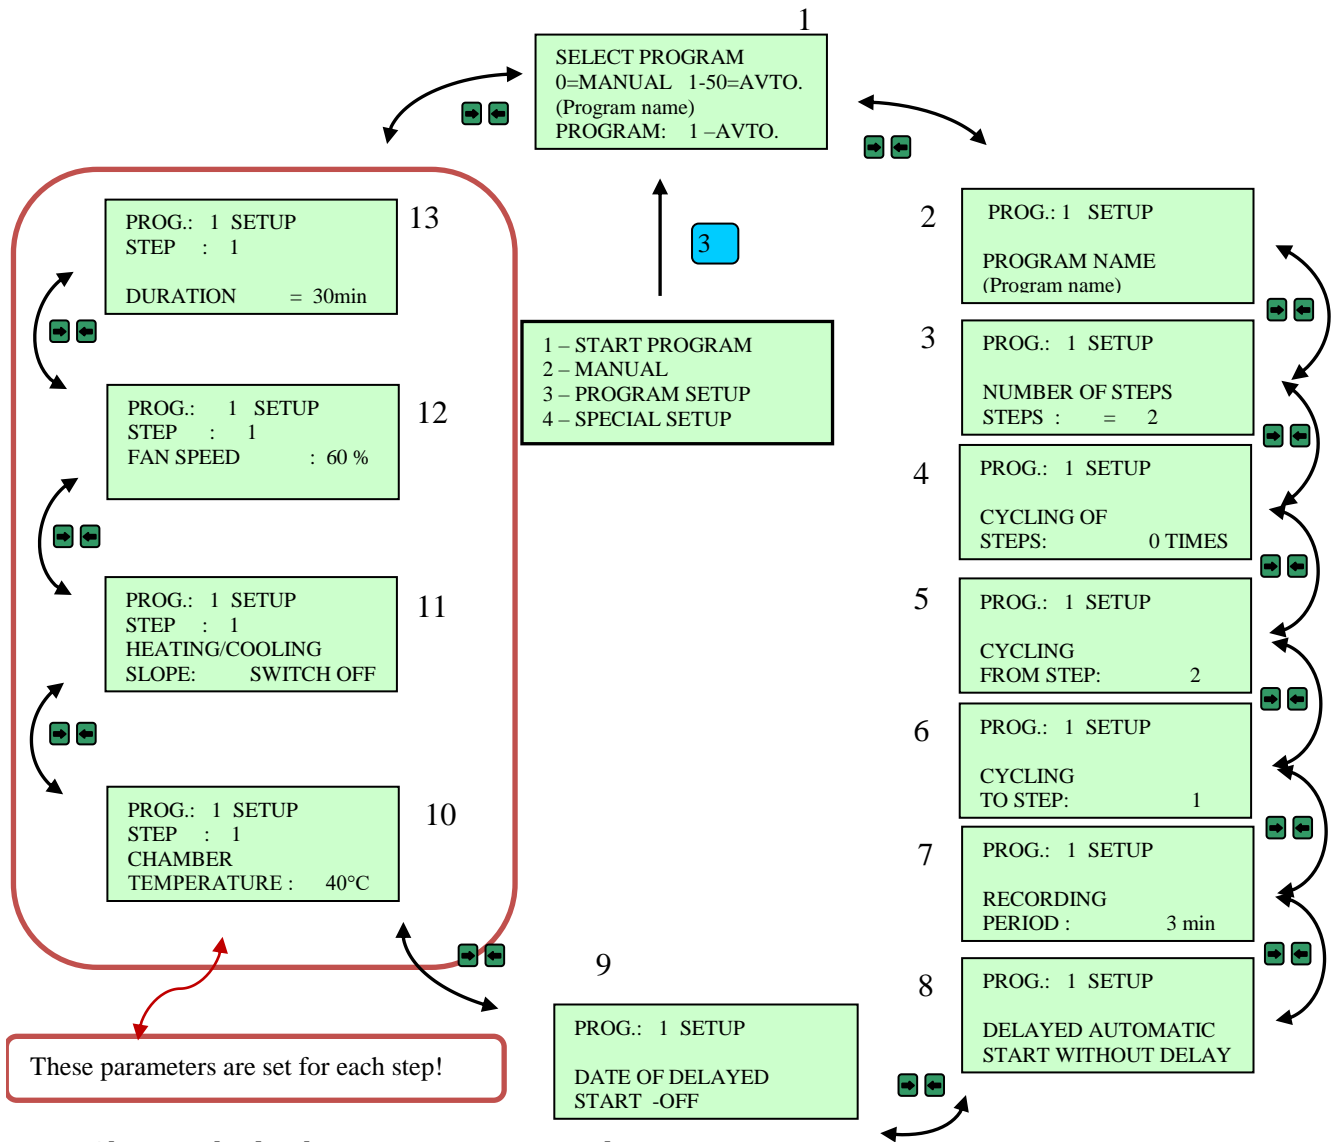 1
SELECT PROGRAM
0=MANUAL 1-50=AVTO.
(Program name)
PROGRAM: 1 –AVTO.
3
1 – START PROGRAM
2 – MANUAL
3 – PROGRAM SETUP
4 – SPECIAL SETUP
2
PROG.: 1 SETUP
PROGRAM NAME
(Program name)
3
PROG.: 1 SETUP
NUMBER OF STEPS
STEPS : = 2
4
PROG.: 1 SETUP
CYCLING OF
STEPS: 0 TIMES
5
PROG.: 1 SETUP
CYCLING
FROM STEP: 2
6
PROG.: 1 SETUP
CYCLING
TO STEP: 1
7
PROG.: 1 SETUP
RECORDING
PERIOD : 3 min
8
PROG.: 1 SETUP
DELAYED AUTOMATIC
START WITHOUT DELAY
9
PROG.: 1 SETUP
DATE OF DELAYED
START -OFF
10
PROG.: 1 SETUP
STEP : 1
CHAMBER
TEMPERATURE : 40°C
11
PROG.: 1 SETUP
STEP : 1
HEATING/COOLING
SLOPE: SWITCH OFF
12
PROG.: 1 SETUP
STEP : 1
FAN SPEED : 60 %
13
PROG.: 1 SETUP
STEP : 1
DURATION = 30min
These parameters are set for each step!